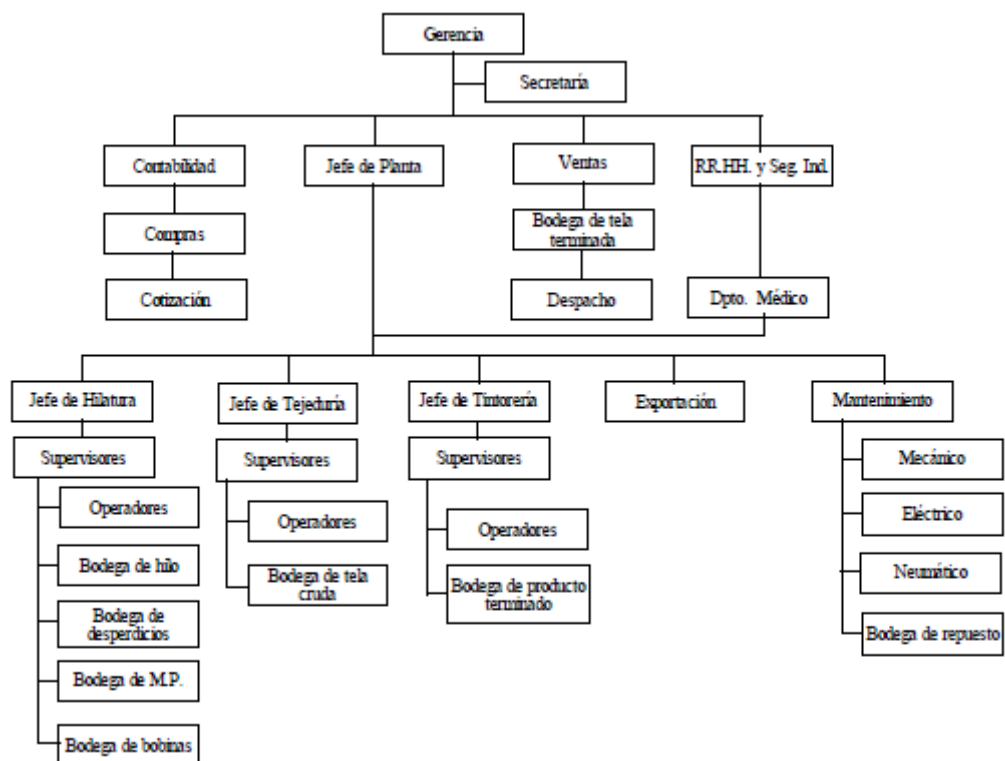 Gerencia
Secretaría
Contabilidad
Jefe de Planta
Ventas
RR.HH. y Seg. Ind.
Compras
Bodega de tela
terminada
Cotización
Despacho
Dpto. Médico
Jefe de Hilatura
Jefe de Tejeduría
Jefe de Tintorería
Exportación
Mantenimiento
Supervisores
Operadores
Bodega de hilo
Bodega de
desperdicios
Bodega de M.P.
Bodega de bobinas
Supervisores
Operadores
Bodega de tela
cruda
Supervisores
Operadores
Bodega de producto
terminado
Mecánico
Eléctrico
Neumático
Bodega de repuesto